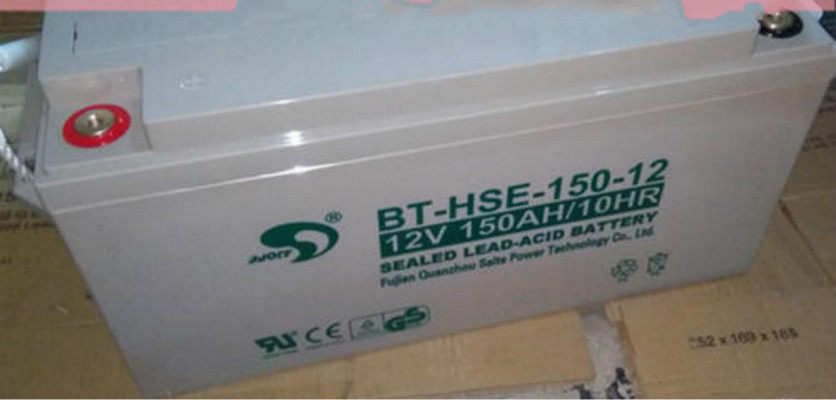 BT-HSE-150-12
12V 150AH/10HR
SEALED LEAD-ACID BATTERY
Fujian Quanzhou Saite Power Technology Co., Ltd.
®
CE
GS
x 169 x